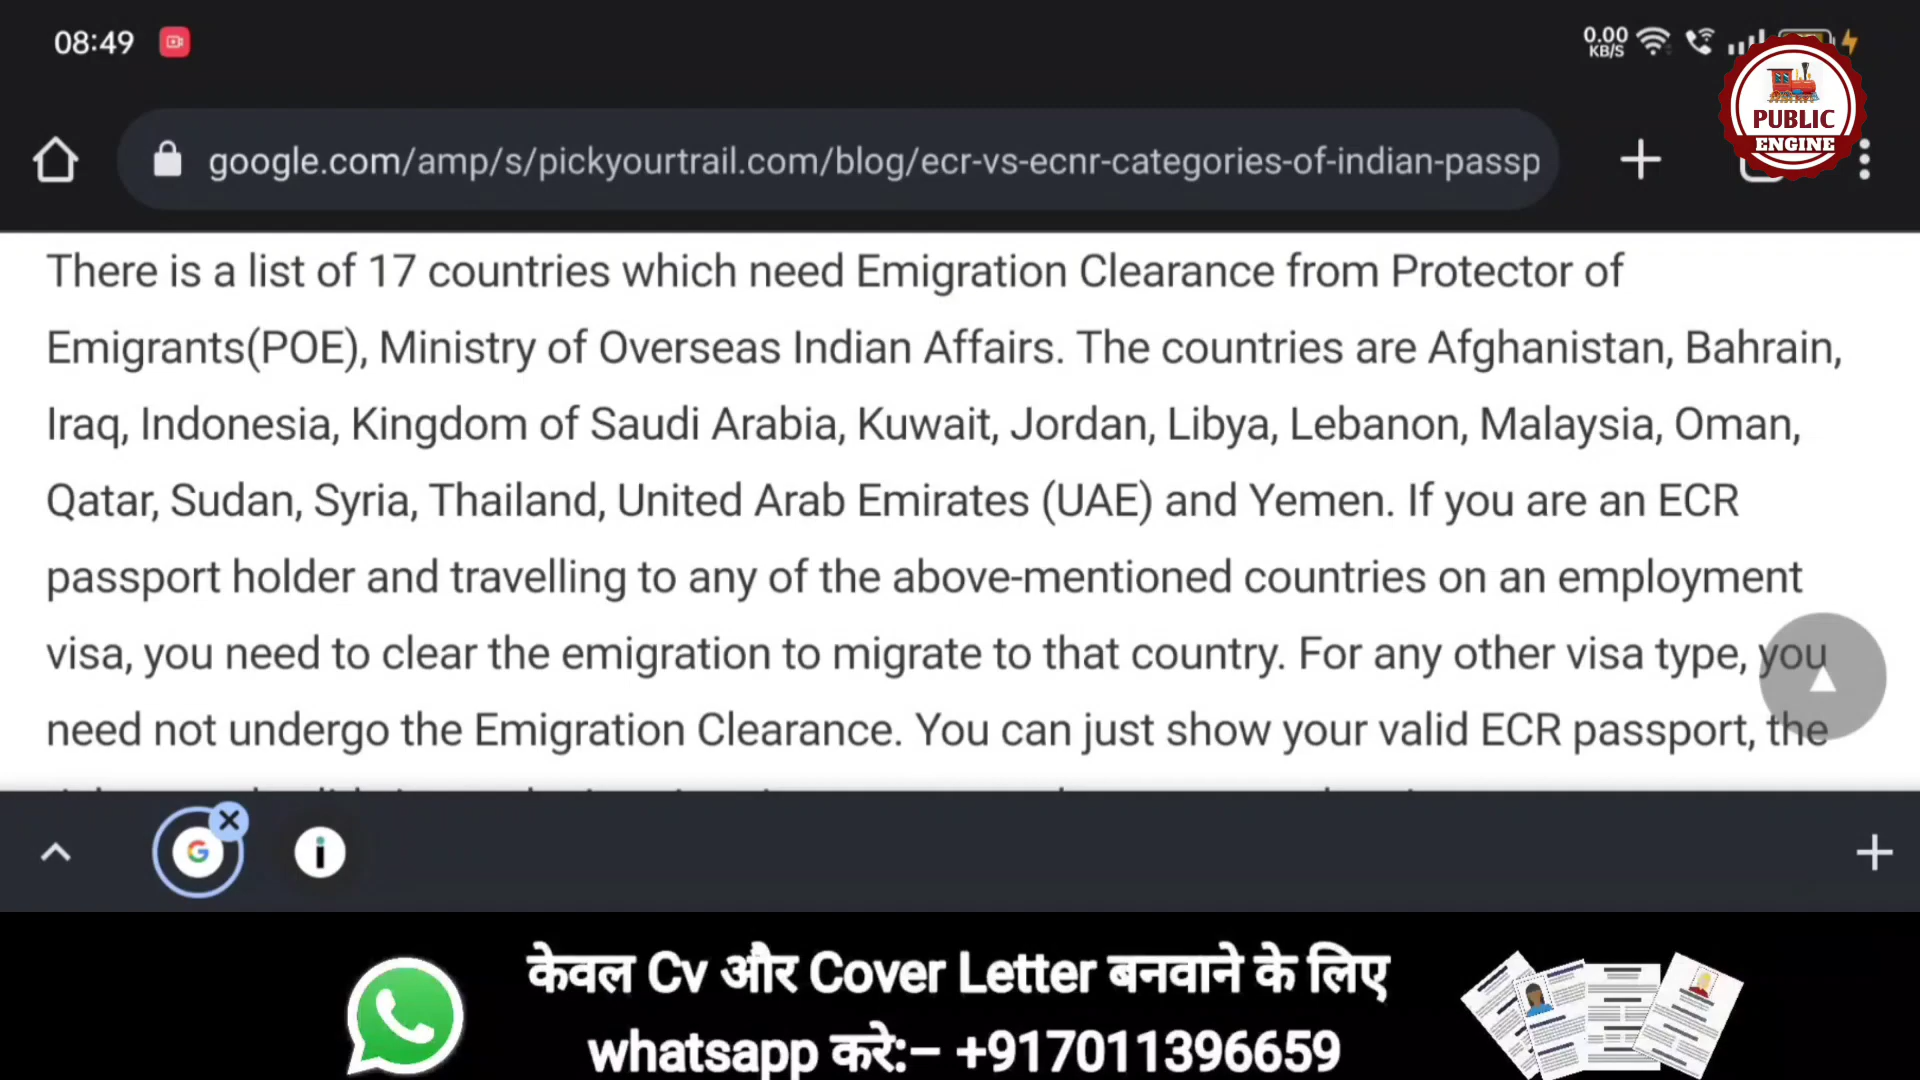 08:49
0.00
KB/S
PUBLIC
ENGINE
google.com/amp/s/pickyourtrail.com/blog/ecr-vs-ecnr-categories-of-indian-passp
There is a list of 17 countries which need Emigration Clearance from Protector of
Emigrants(POE), Ministry of Overseas Indian Affairs. The countries are Afghanistan, Bahrain,
Iraq, Indonesia, Kingdom of Saudi Arabia, Kuwait, Jordan, Libya, Lebanon, Malaysia, Oman,
Qatar, Sudan, Syria, Thailand, United Arab Emirates (UAE) and Yemen. If you are an ECR
passport holder and travelling to any of the above-mentioned countries on an employment
visa, you need to clear the emigration to migrate to that country. For any other visa type, you
need not undergo the Emigration Clearance. You can just show your valid ECR passport, the
केवल Cv और Cover Letter बनवाने के लिए
whatsapp करे:– +917011396659